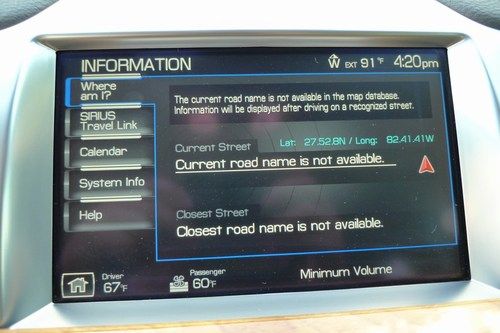 INFORMATION
W EXT 91°F 4:20pm
Where
am I?
SIRIUS
Travel Link
Calendar
System Info
Help
The current road name is not available in the map database.
Information will be displayed after driving on a recognized street.
Current Street Lat: 27.52.8N / Long: 82.41.41W
Current road name is not available.
Closest Street
Closest road name is not available.
Driver
67°F
Passenger
60°F
Minimum Volume